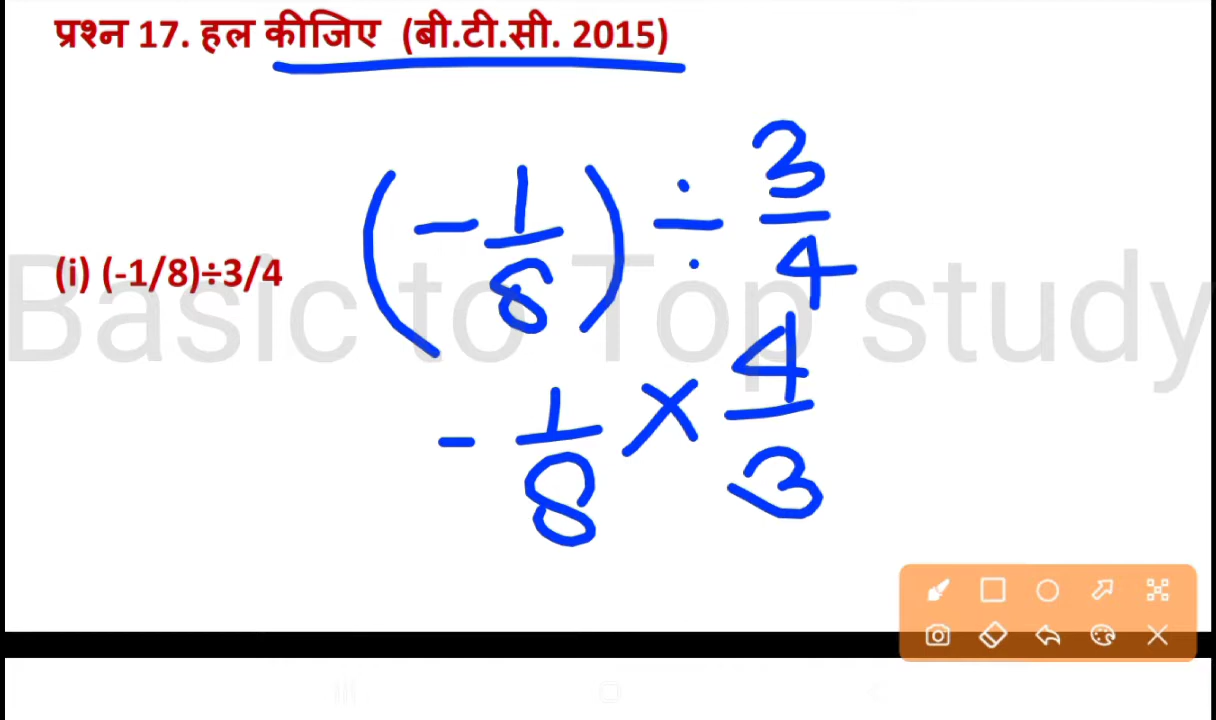 प्रश्न 17. हल कीजिए (बी.टी.सी. 2015)
(i) (-1/8)÷3/4
(-1/8) ÷ 3/4
Basic to Top study
- 1/8 × 4/3